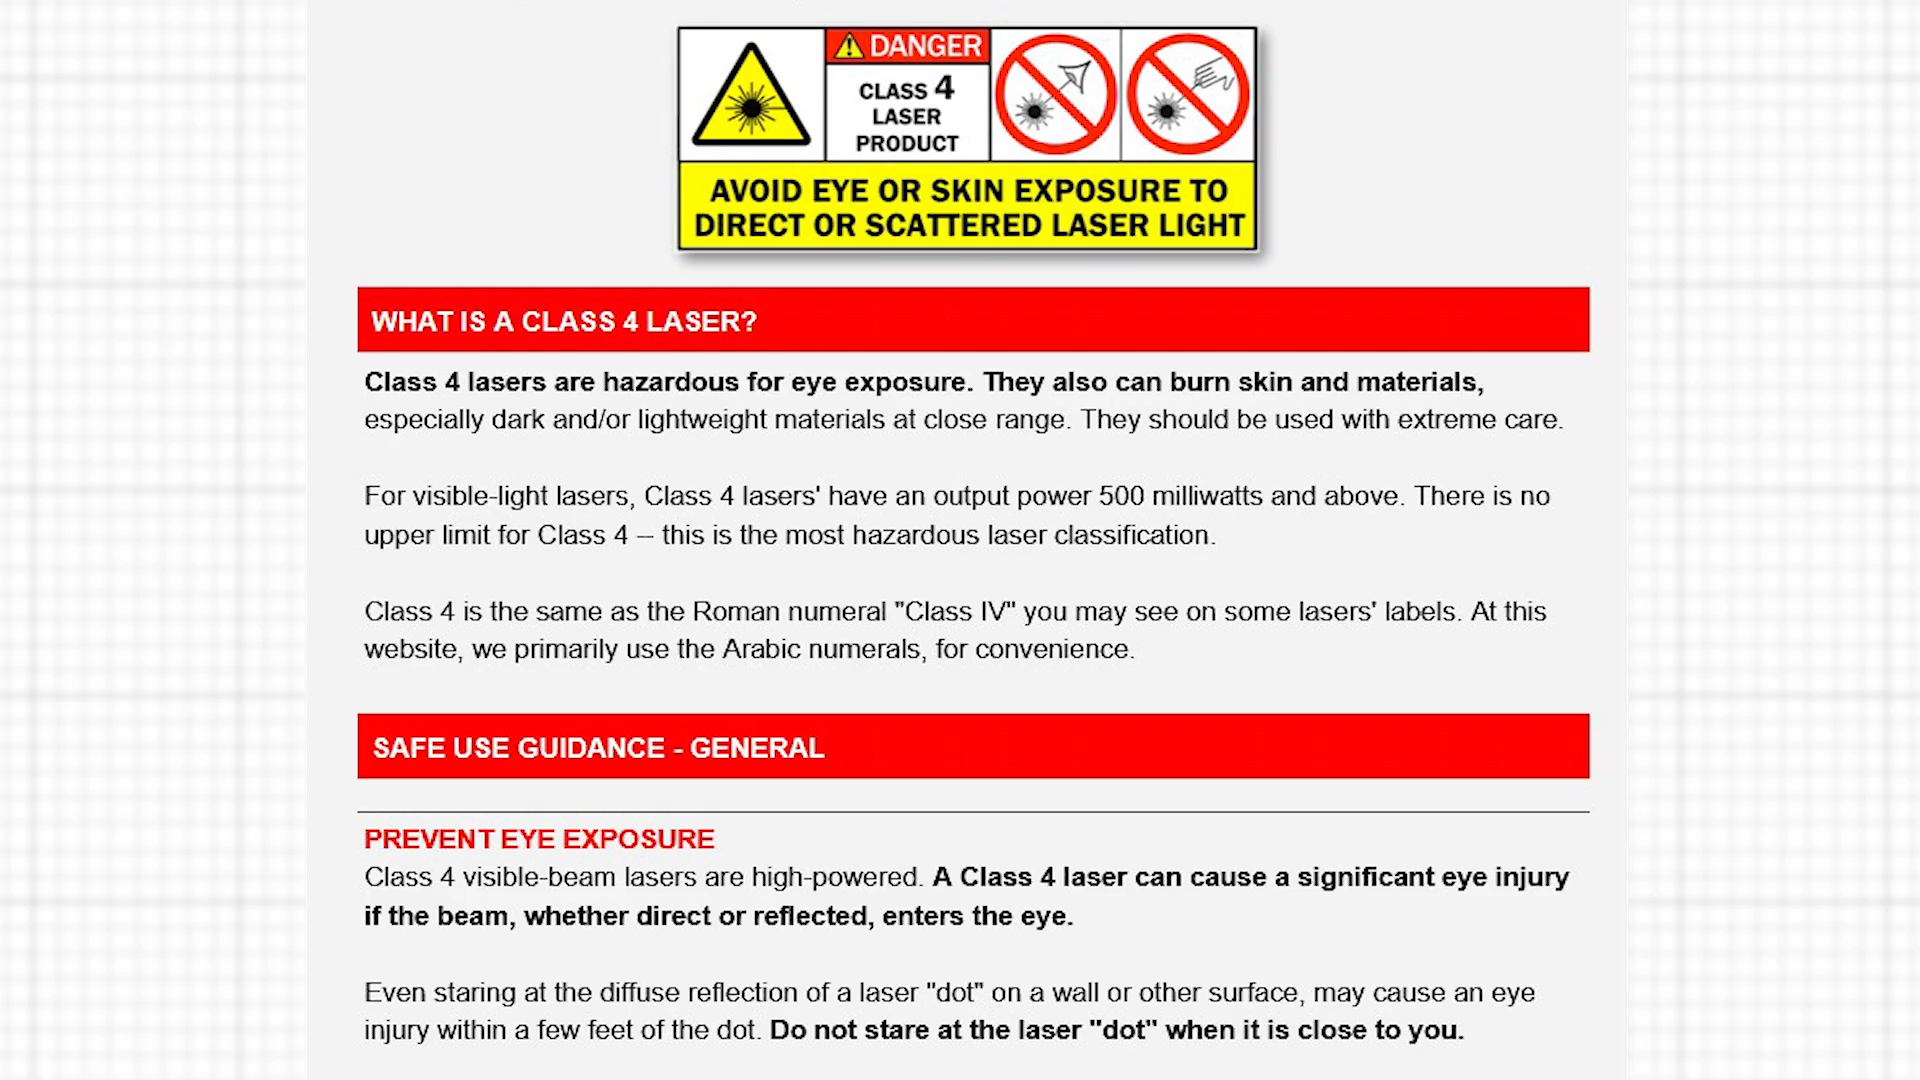 DANGER
CLASS 4
LASER
PRODUCT
AVOID EYE OR SKIN EXPOSURE TO
DIRECT OR SCATTERED LASER LIGHT
WHAT IS A CLASS 4 LASER?
Class 4 lasers are hazardous for eye exposure. They also can burn skin and materials,
especially dark and/or lightweight materials at close range. They should be used with extreme care.
For visible-light lasers, Class 4 lasers' have an output power 500 milliwatts and above. There is no
upper limit for Class 4 – this is the most hazardous laser classification.
Class 4 is the same as the Roman numeral "Class IV" you may see on some lasers' labels. At this
website, we primarily use the Arabic numerals, for convenience.
SAFE USE GUIDANCE - GENERAL
PREVENT EYE EXPOSURE
Class 4 visible-beam lasers are high-powered. A Class 4 laser can cause a significant eye injury
if the beam, whether direct or reflected, enters the eye.
Even staring at the diffuse reflection of a laser "dot" on a wall or other surface, may cause an eye
injury within a few feet of the dot. Do not stare at the laser "dot" when it is close to you.